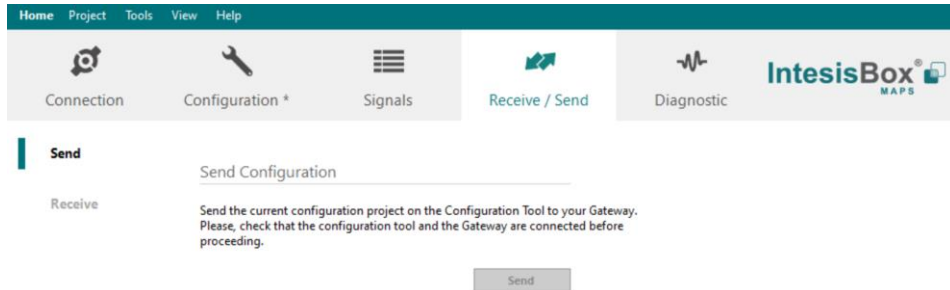 Home Project Tools View Help
Connection Configuration * Signals Receive / Send Diagnostic
IntesisBox®
MAPS
Send
Receive
Send Configuration
Send the current configuration project on the Configuration Tool to your Gateway.
Please, check that the configuration tool and the Gateway are connected before
proceeding.
Send